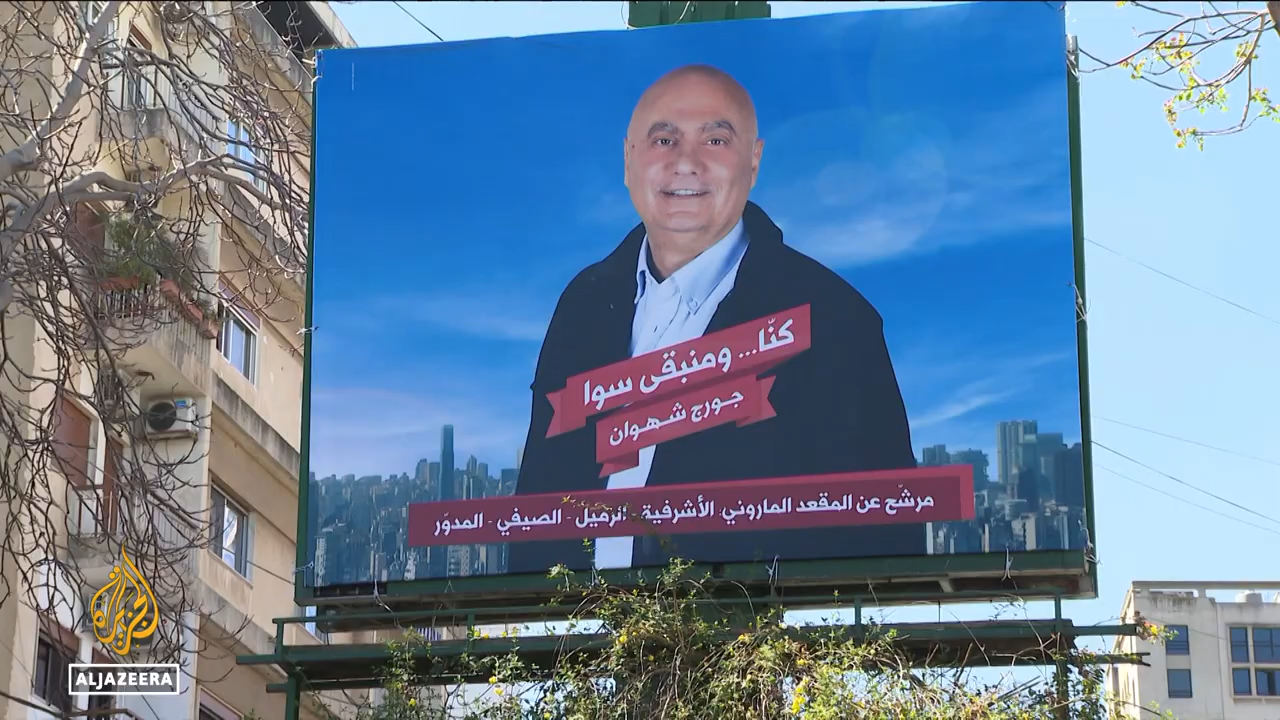 كنّا... ومنبقى سوا
جورج شهوان
مرشّح عن المقعد الماروني: الأشرفية - الرميل - الصيفي - المدوّر
الجزيرة
ALJAZEERA